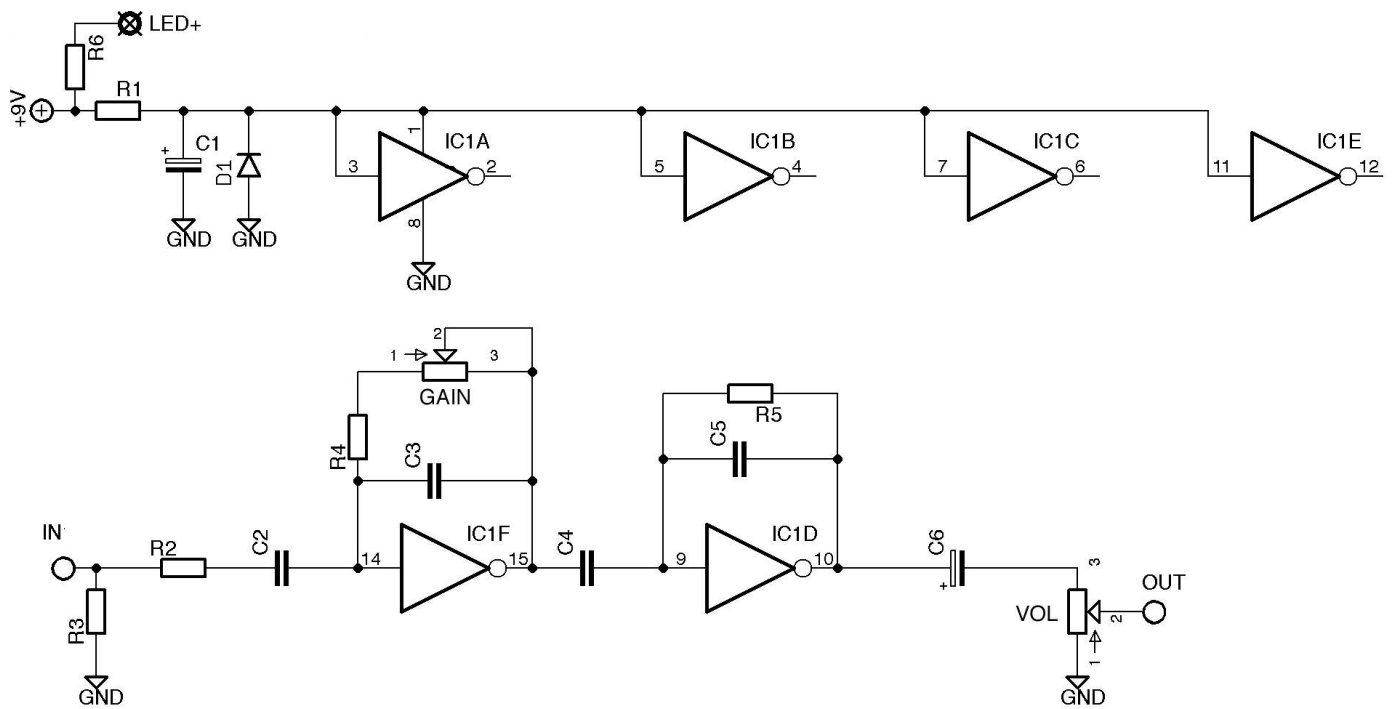 LED+
R6
+9V
R1
C1
D1
GND
GND
1
IC1A
3
2
8
GND
IC1B
5
4
IC1C
7
6
IC1E
11
12
2
1
3
GAIN
R4
C3
R5
C5
IN
R2
C2
IC1F
14
15
C4
IC1D
9
10
C6
+
3
OUT
VOL
2
1
R3
GND
GND